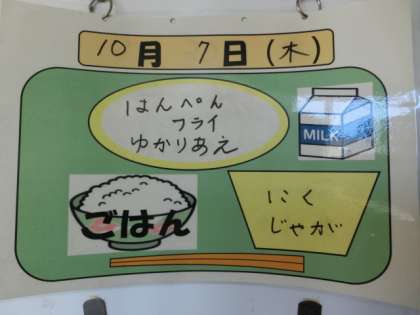 10月 7日(木)
はんぺん
フライ
ゆかりあえ
MILK
ごはん
にく
じゃが